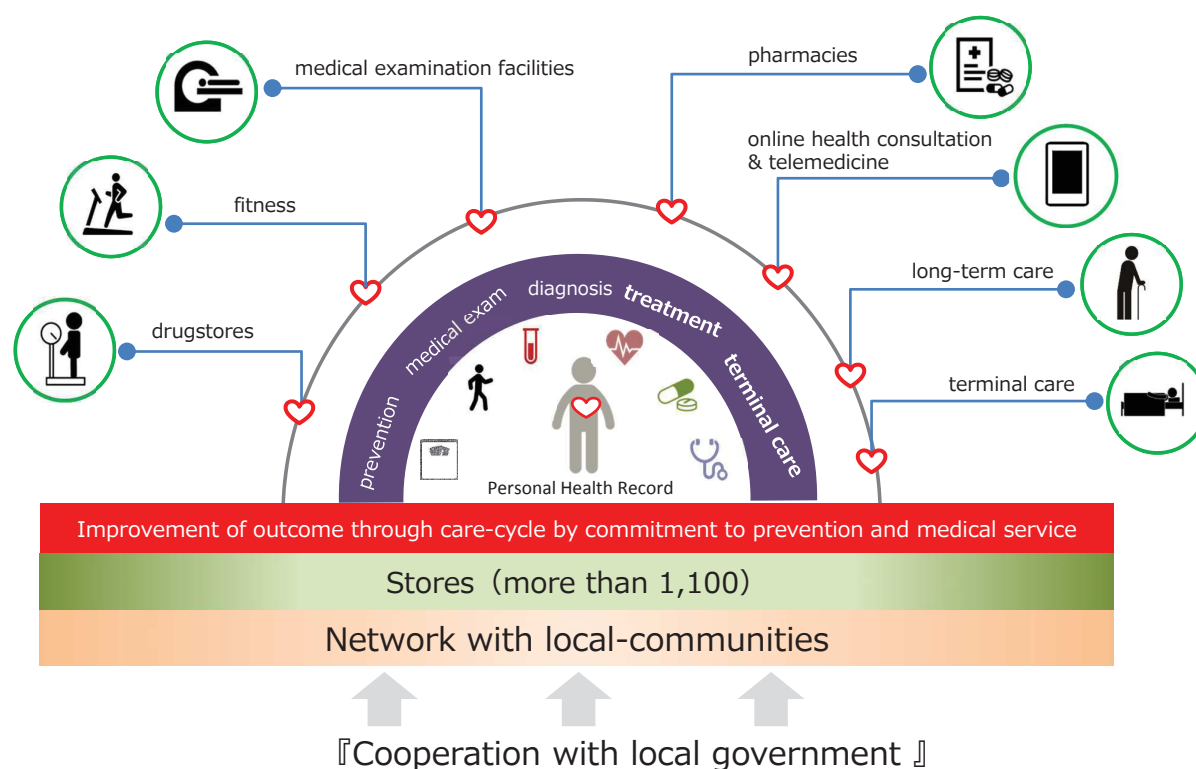 medical examination facilities
pharmacies
online health consultation
& telemedicine
fitness
long-term care
drugstores
terminal care
prevention
medical exam
diagnosis
treatment
terminal care
Personal Health Record
Improvement of outcome through care-cycle by commitment to prevention and medical service
Stores（more than 1,100）
Network with local-communities
『Cooperation with local government 』